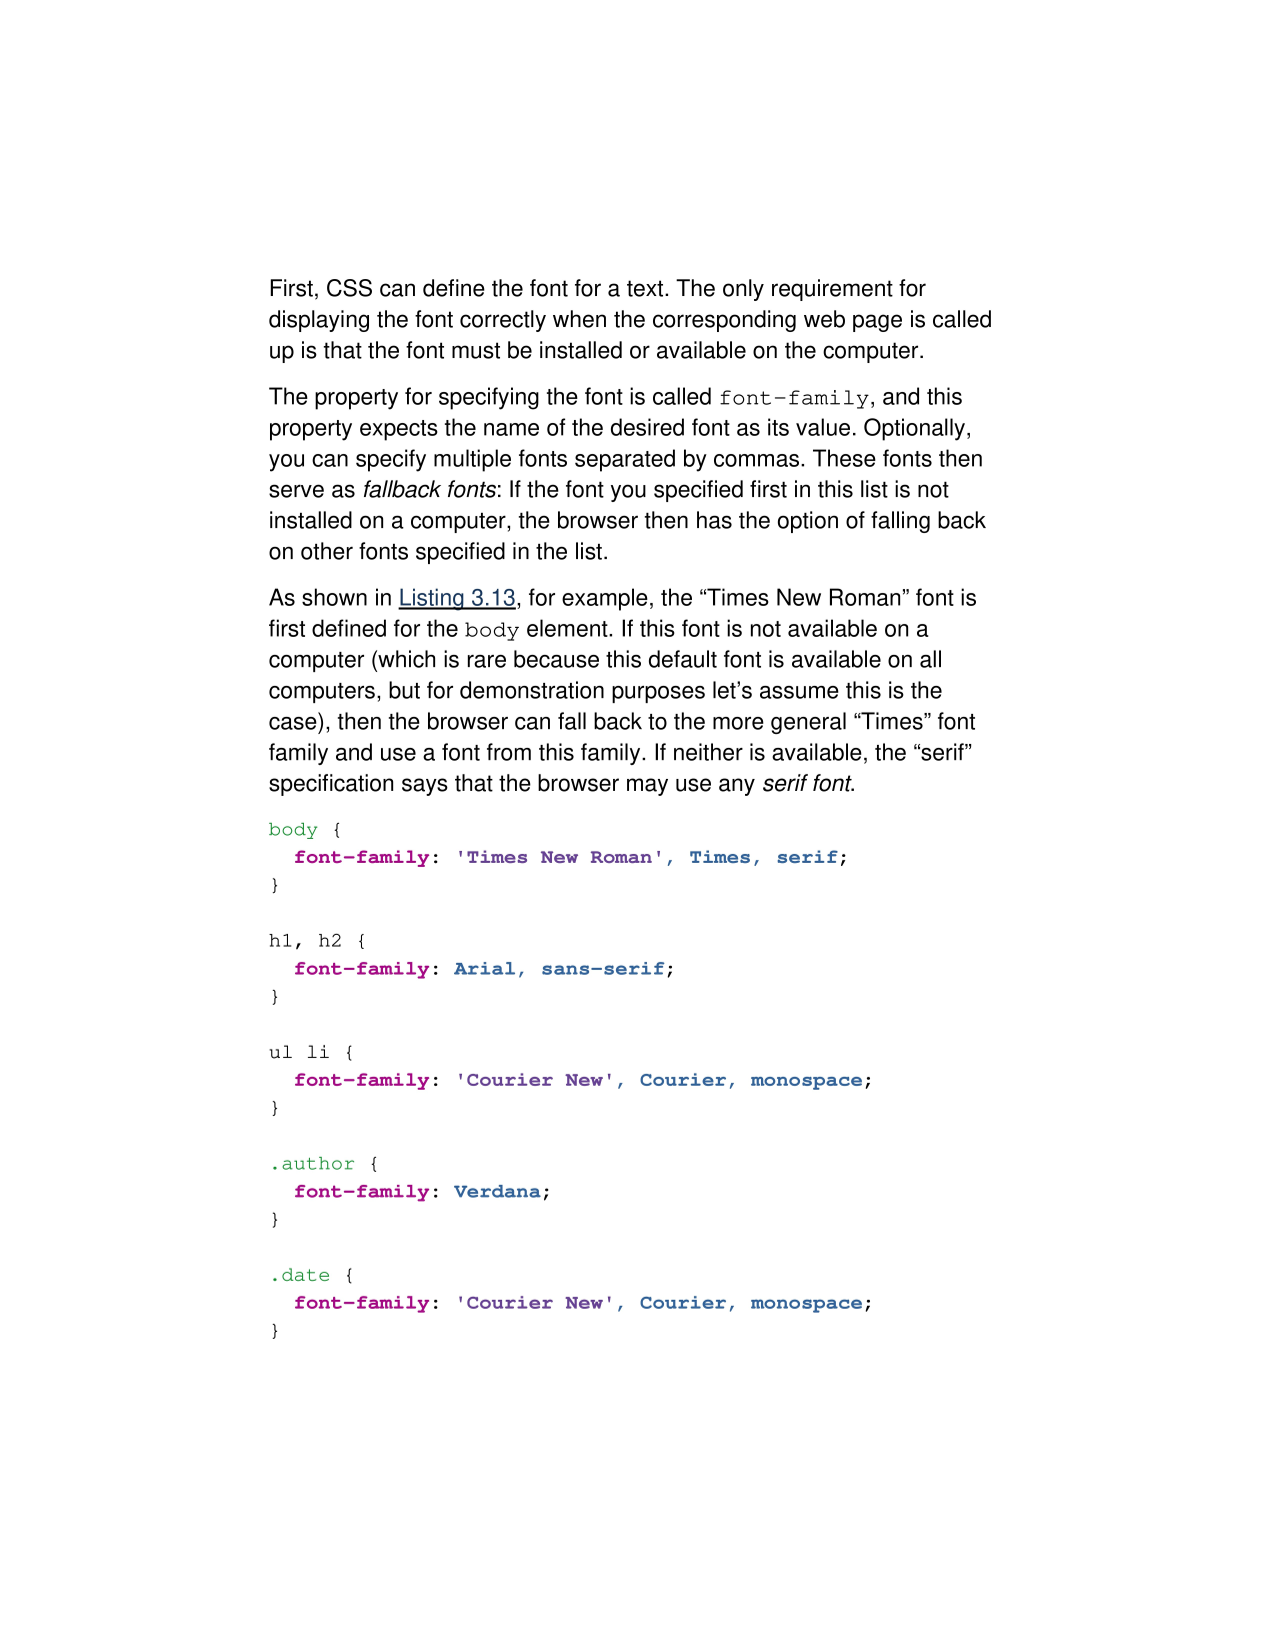 First, CSS can define the font for a text. The only requirement for
displaying the font correctly when the corresponding web page is called
up is that the font must be installed or available on the computer.
The property for specifying the font is called font-family, and this
property expects the name of the desired font as its value. Optionally,
you can specify multiple fonts separated by commas. These fonts then
serve as fallback fonts: If the font you specified first in this list is not
installed on a computer, the browser then has the option of falling back
on other fonts specified in the list.
As shown in Listing 3.13, for example, the “Times New Roman” font is
first defined for the body element. If this font is not available on a
computer (which is rare because this default font is available on all
computers, but for demonstration purposes let’s assume this is the
case), then the browser can fall back to the more general “Times” font
family and use a font from this family. If neither is available, the “serif”
specification says that the browser may use any serif font.
body {
  font-family: 'Times New Roman', Times, serif;
}
h1, h2 {
  font-family: Arial, sans-serif;
}
ul li {
  font-family: 'Courier New', Courier, monospace;
}
.author {
  font-family: Verdana;
}
.date {
  font-family: 'Courier New', Courier, monospace;
}